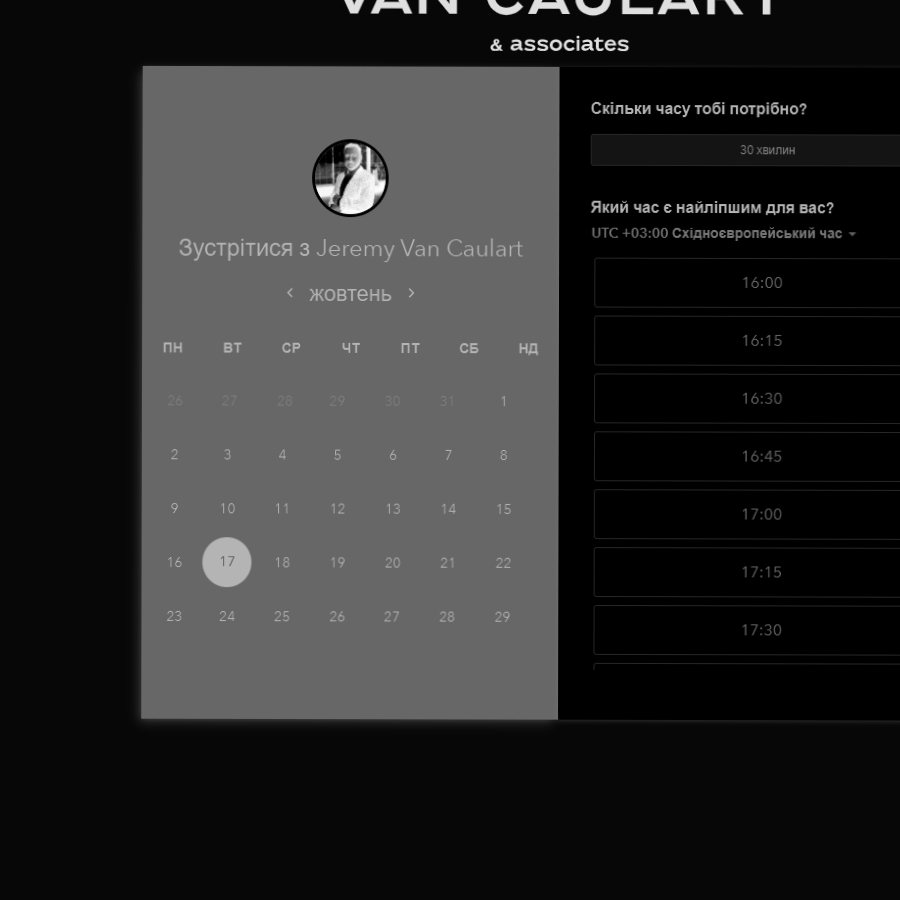 VAN CAULART
& associates
Зустрітися з Jeremy Van Caulart
жовтень
ПН ВТ СР ЧТ ПТ СБ НД
26 27 28 29 30 31 1
2 3 4 5 6 7 8
9 10 11 12 13 14 15
16 17 18 19 20 21 22
23 24 25 26 27 28 29
Скільки часу тобі потрібно?
30 хвилин
Який час є найліпшим для вас?
UTC +03:00 Східноєвропейський час
16:00
16:15
16:30
16:45
17:00
17:15
17:30